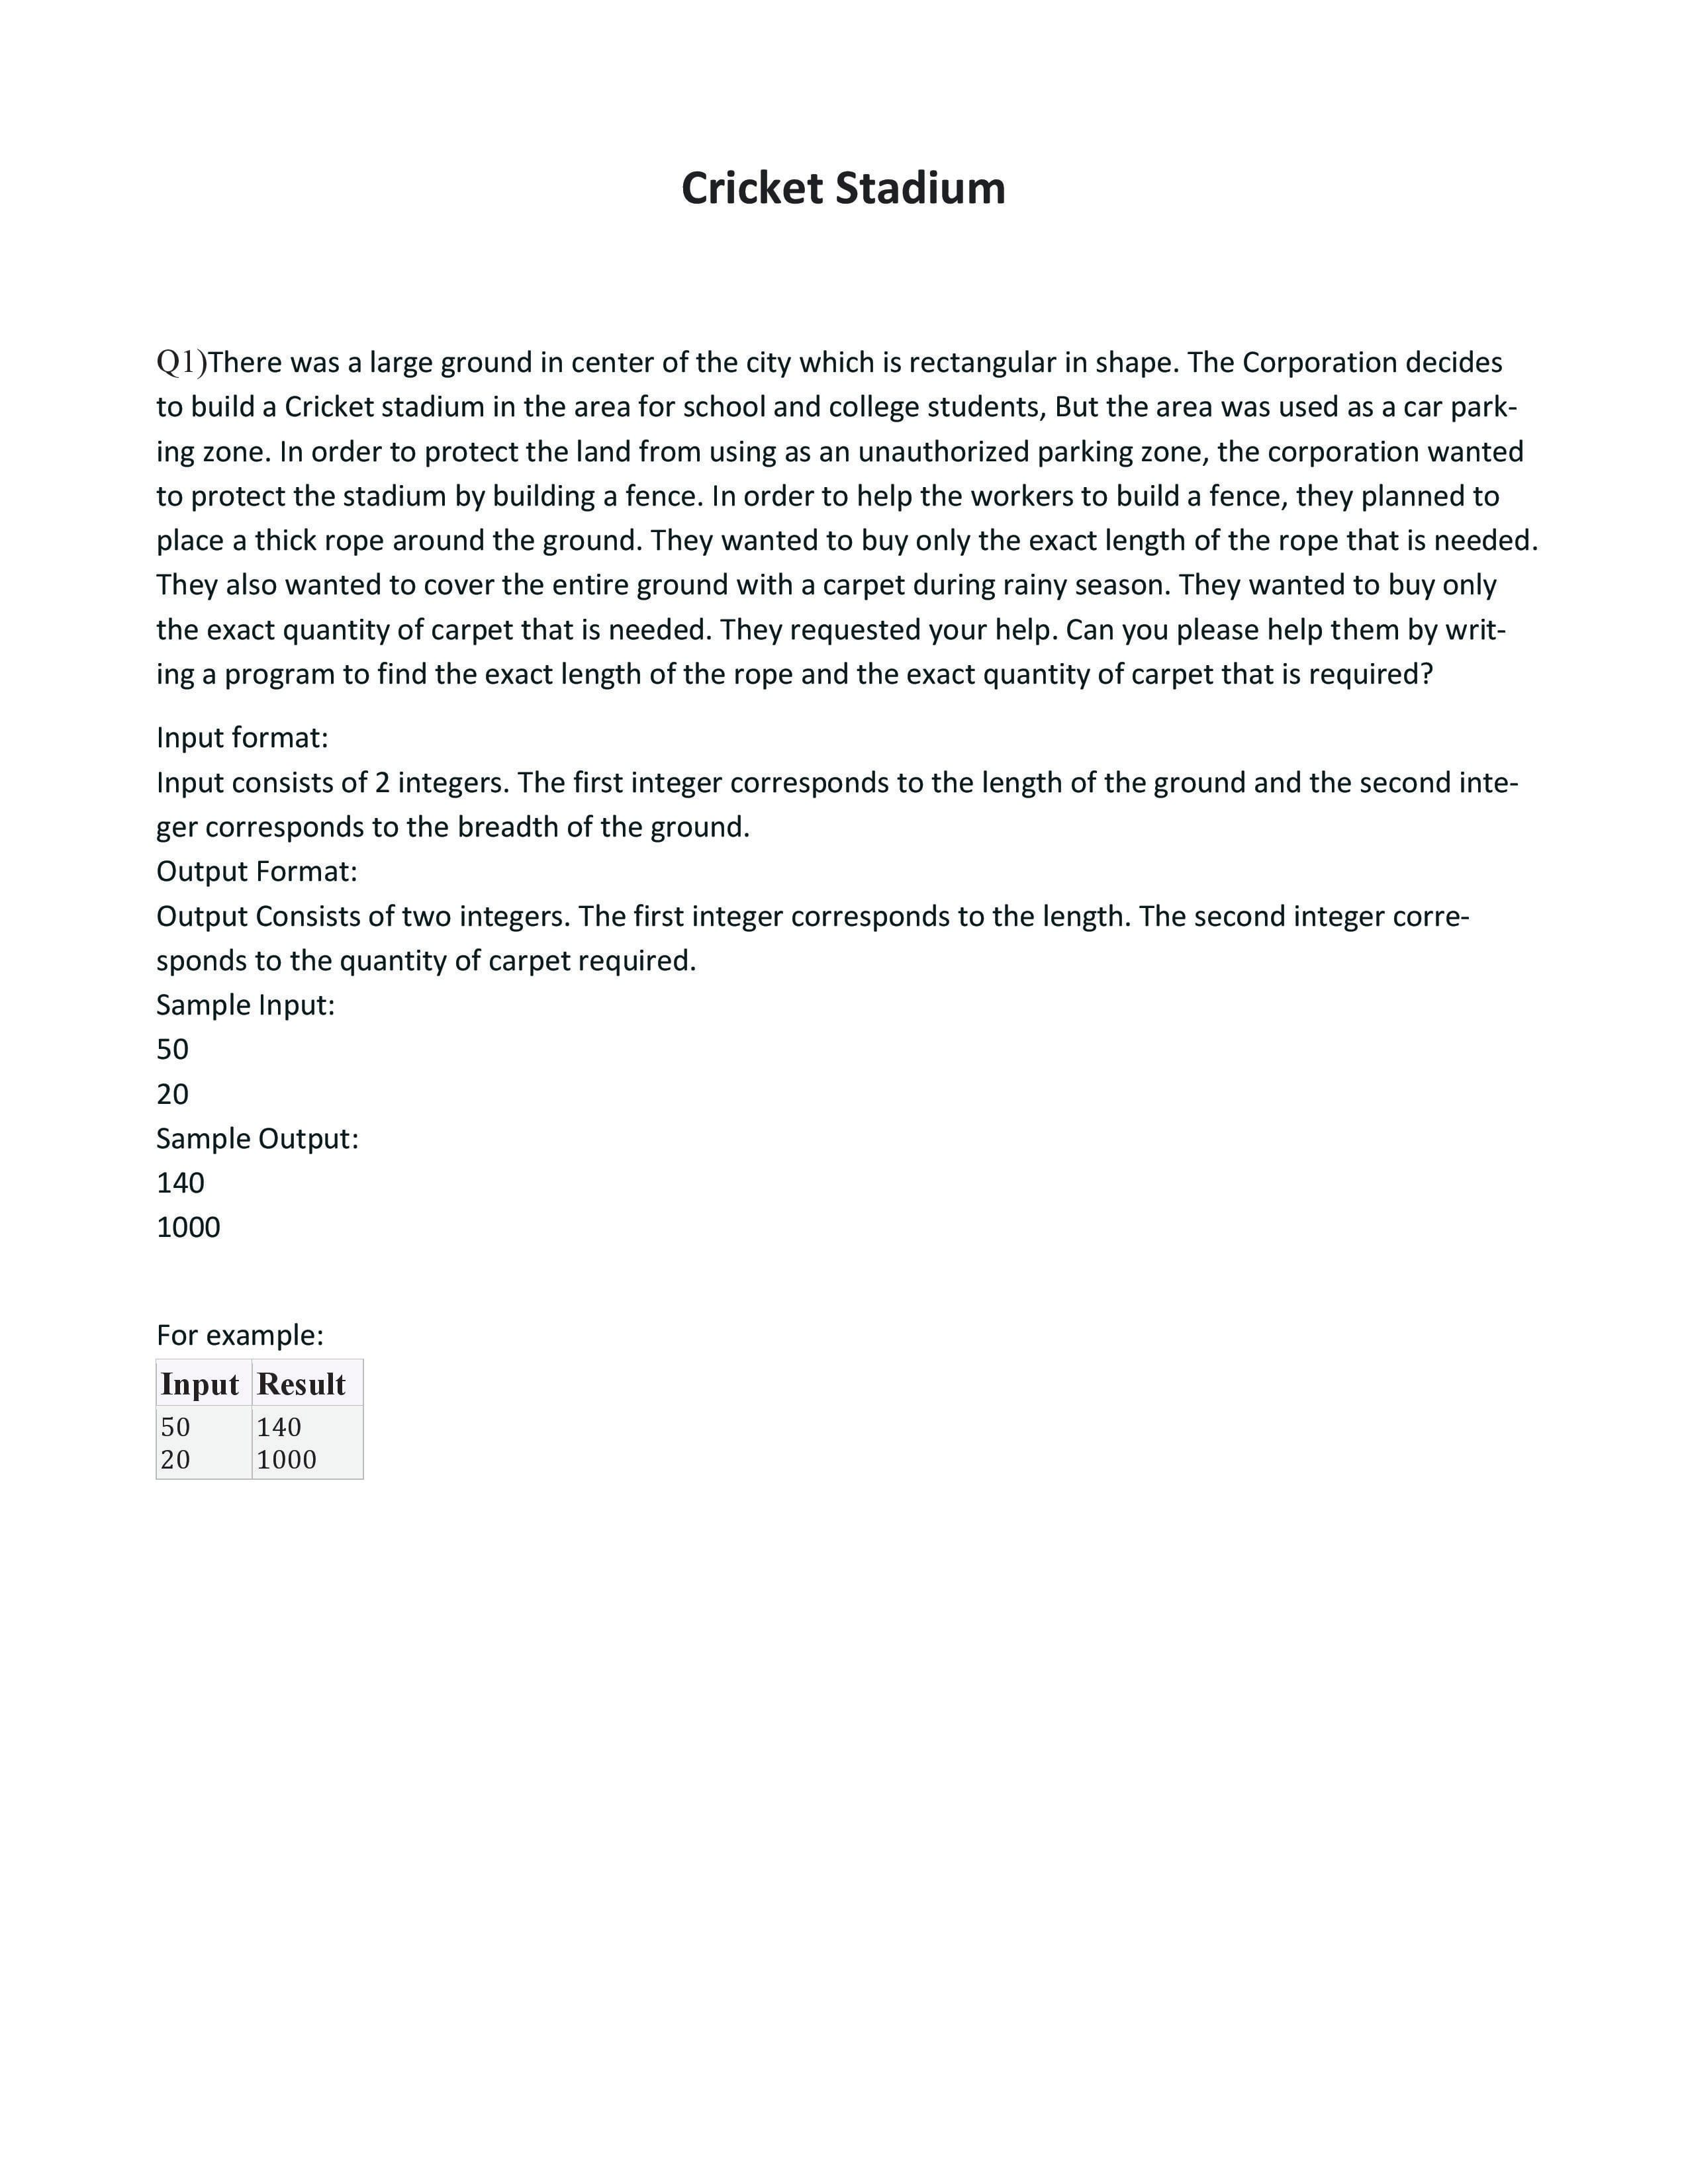 Cricket Stadium
Q1)There was a large ground in center of the city which is rectangular in shape. The Corporation decides
to build a Cricket stadium in the area for school and college students, But the area was used as a car park-
ing zone. In order to protect the land from using as an unauthorized parking zone, the corporation wanted
to protect the stadium by building a fence. In order to help the workers to build a fence, they planned to
place a thick rope around the ground. They wanted to buy only the exact length of the rope that is needed.
They also wanted to cover the entire ground with a carpet during rainy season. They wanted to buy only
the exact quantity of carpet that is needed. They requested your help. Can you please help them by writ-
ing a program to find the exact length of the rope and the exact quantity of carpet that is required?
Input format:
Input consists of 2 integers. The first integer corresponds to the length of the ground and the second inte-
ger corresponds to the breadth of the ground.
Output Format:
Output Consists of two integers. The first integer corresponds to the length. The second integer corre-
sponds to the quantity of carpet required.
Sample Input:
50
20
Sample Output:
140
1000
For example:
Input Result
50 140
20 1000